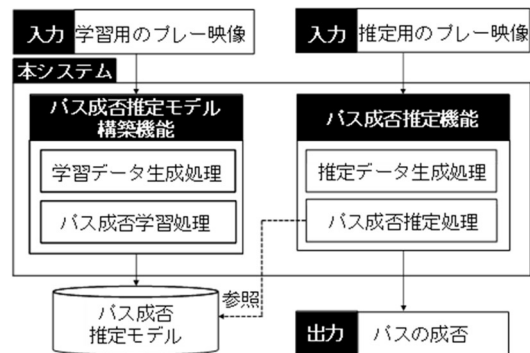 入力 学習用のプレー映像
入力 推定用のプレー映像
本システム
パス成否推定モデル
構築機能
学習データ生成処理
パス成否学習処理
パス成否推定機能
推定データ生成処理
パス成否推定処理
参照
パス成否
推定モデル
出力 パスの成否